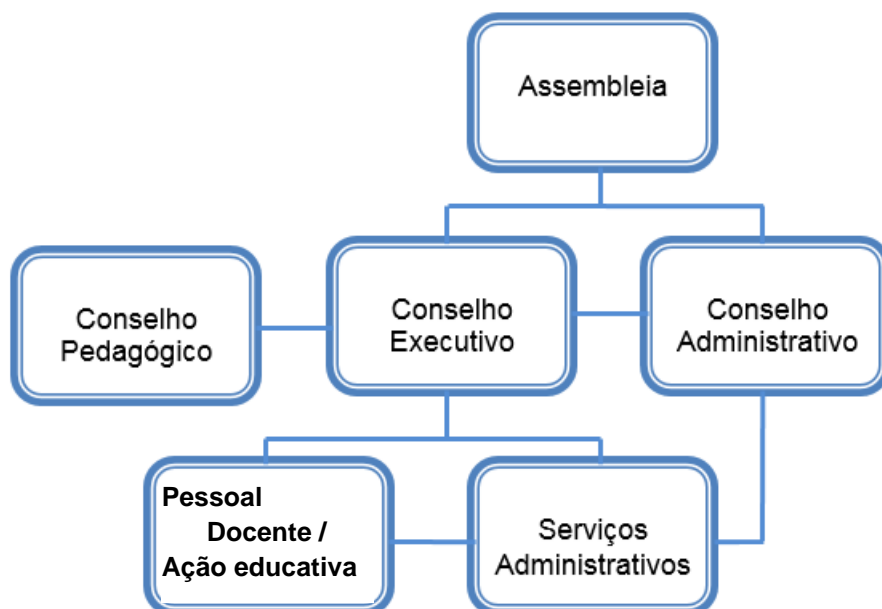 Assembleia
Conselho
Pedagógico
Conselho
Executivo
Conselho
Administrativo
Pessoal
Docente /
Ação educativa
Serviços
Administrativos